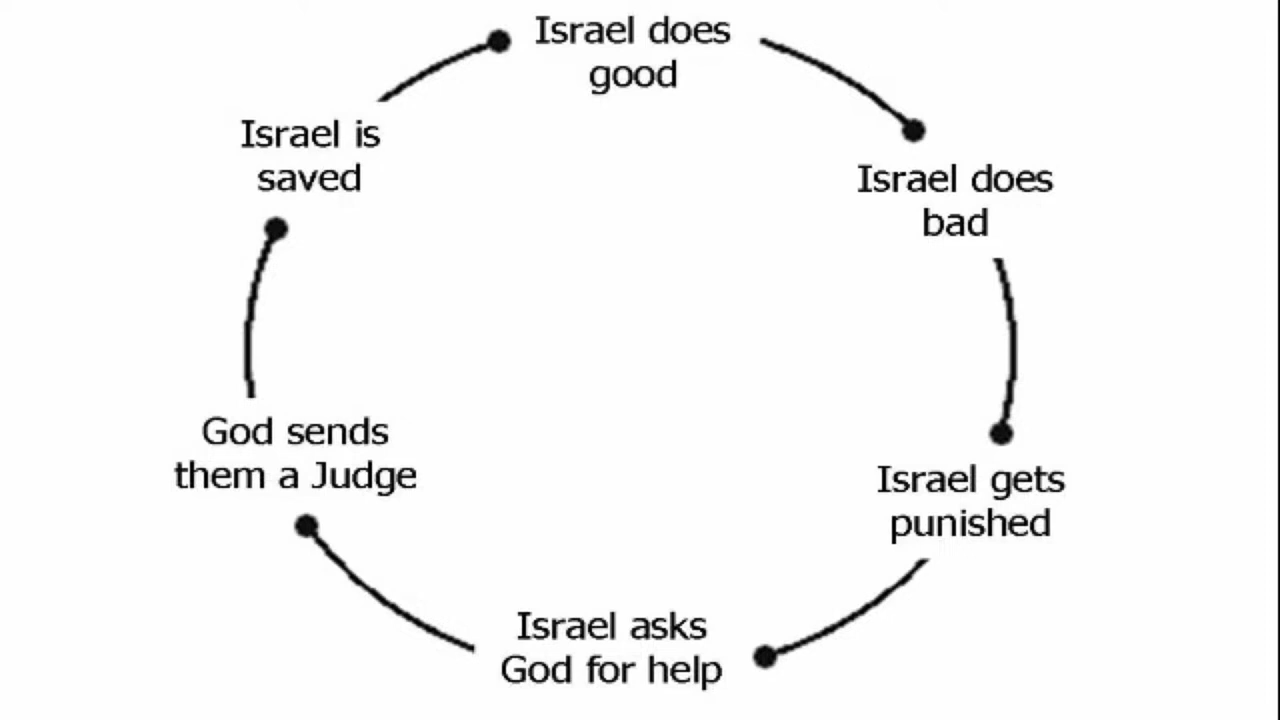 Israel does
good
Israel does
bad
Israel gets
punished
Israel asks
God for help
God sends
them a Judge
Israel is
saved